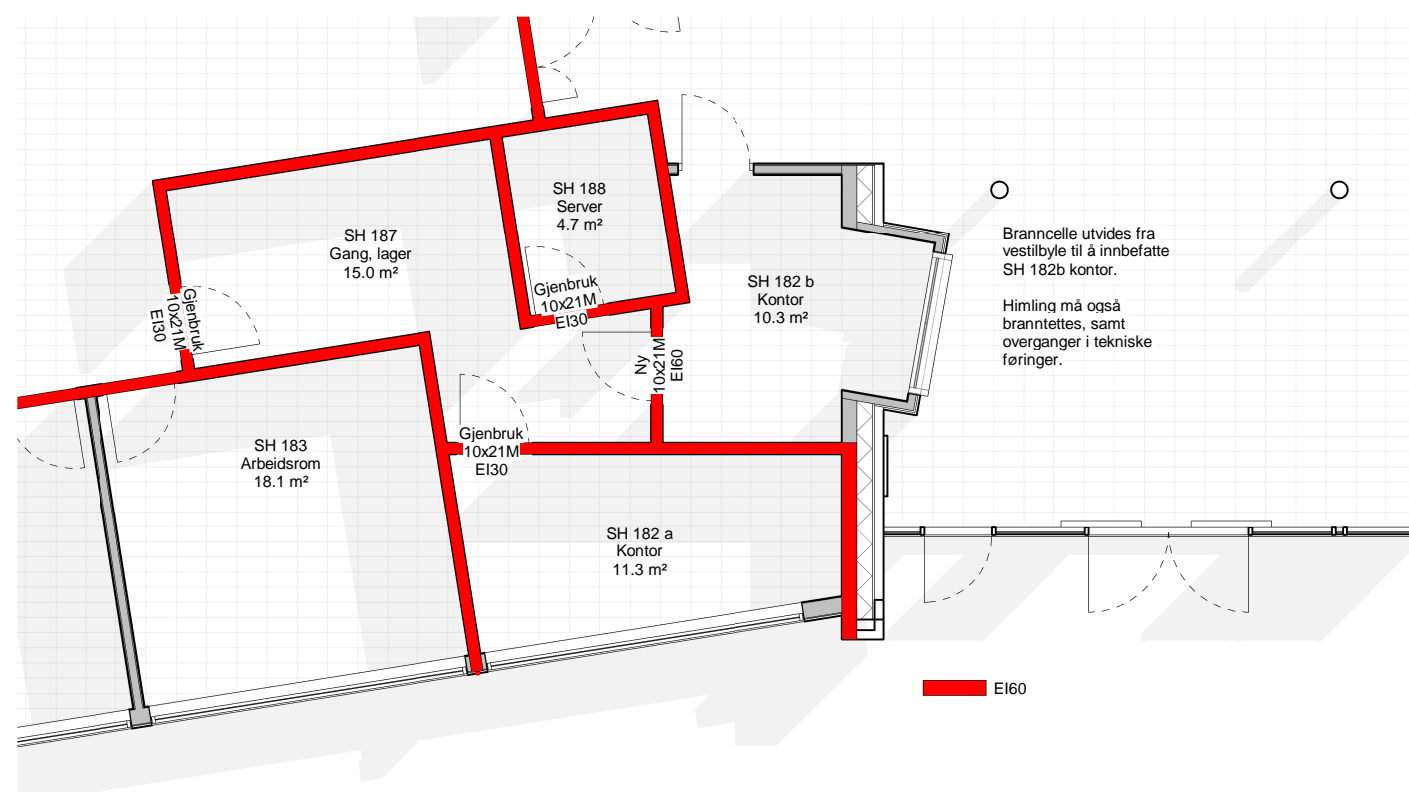 SH 188
Server
4.7 m²
SH 187
Gang, lager
15.0 m²
Branncelle utvides fra
vestilbyle til å innbefatte
SH 182b kontor.
Himling må også
branntettes, samt
overganger i tekniske
føringer.
SH 182 b
Kontor
10.3 m²
Gjenbruk
10x21M
EI30
Gjenbruk
10x21M
EI30
Ny
10x21M
EI60
Gjenbruk
10x21M
EI30
SH 183
Arbeidsrom
18.1 m²
SH 182 a
Kontor
11.3 m²
EI60